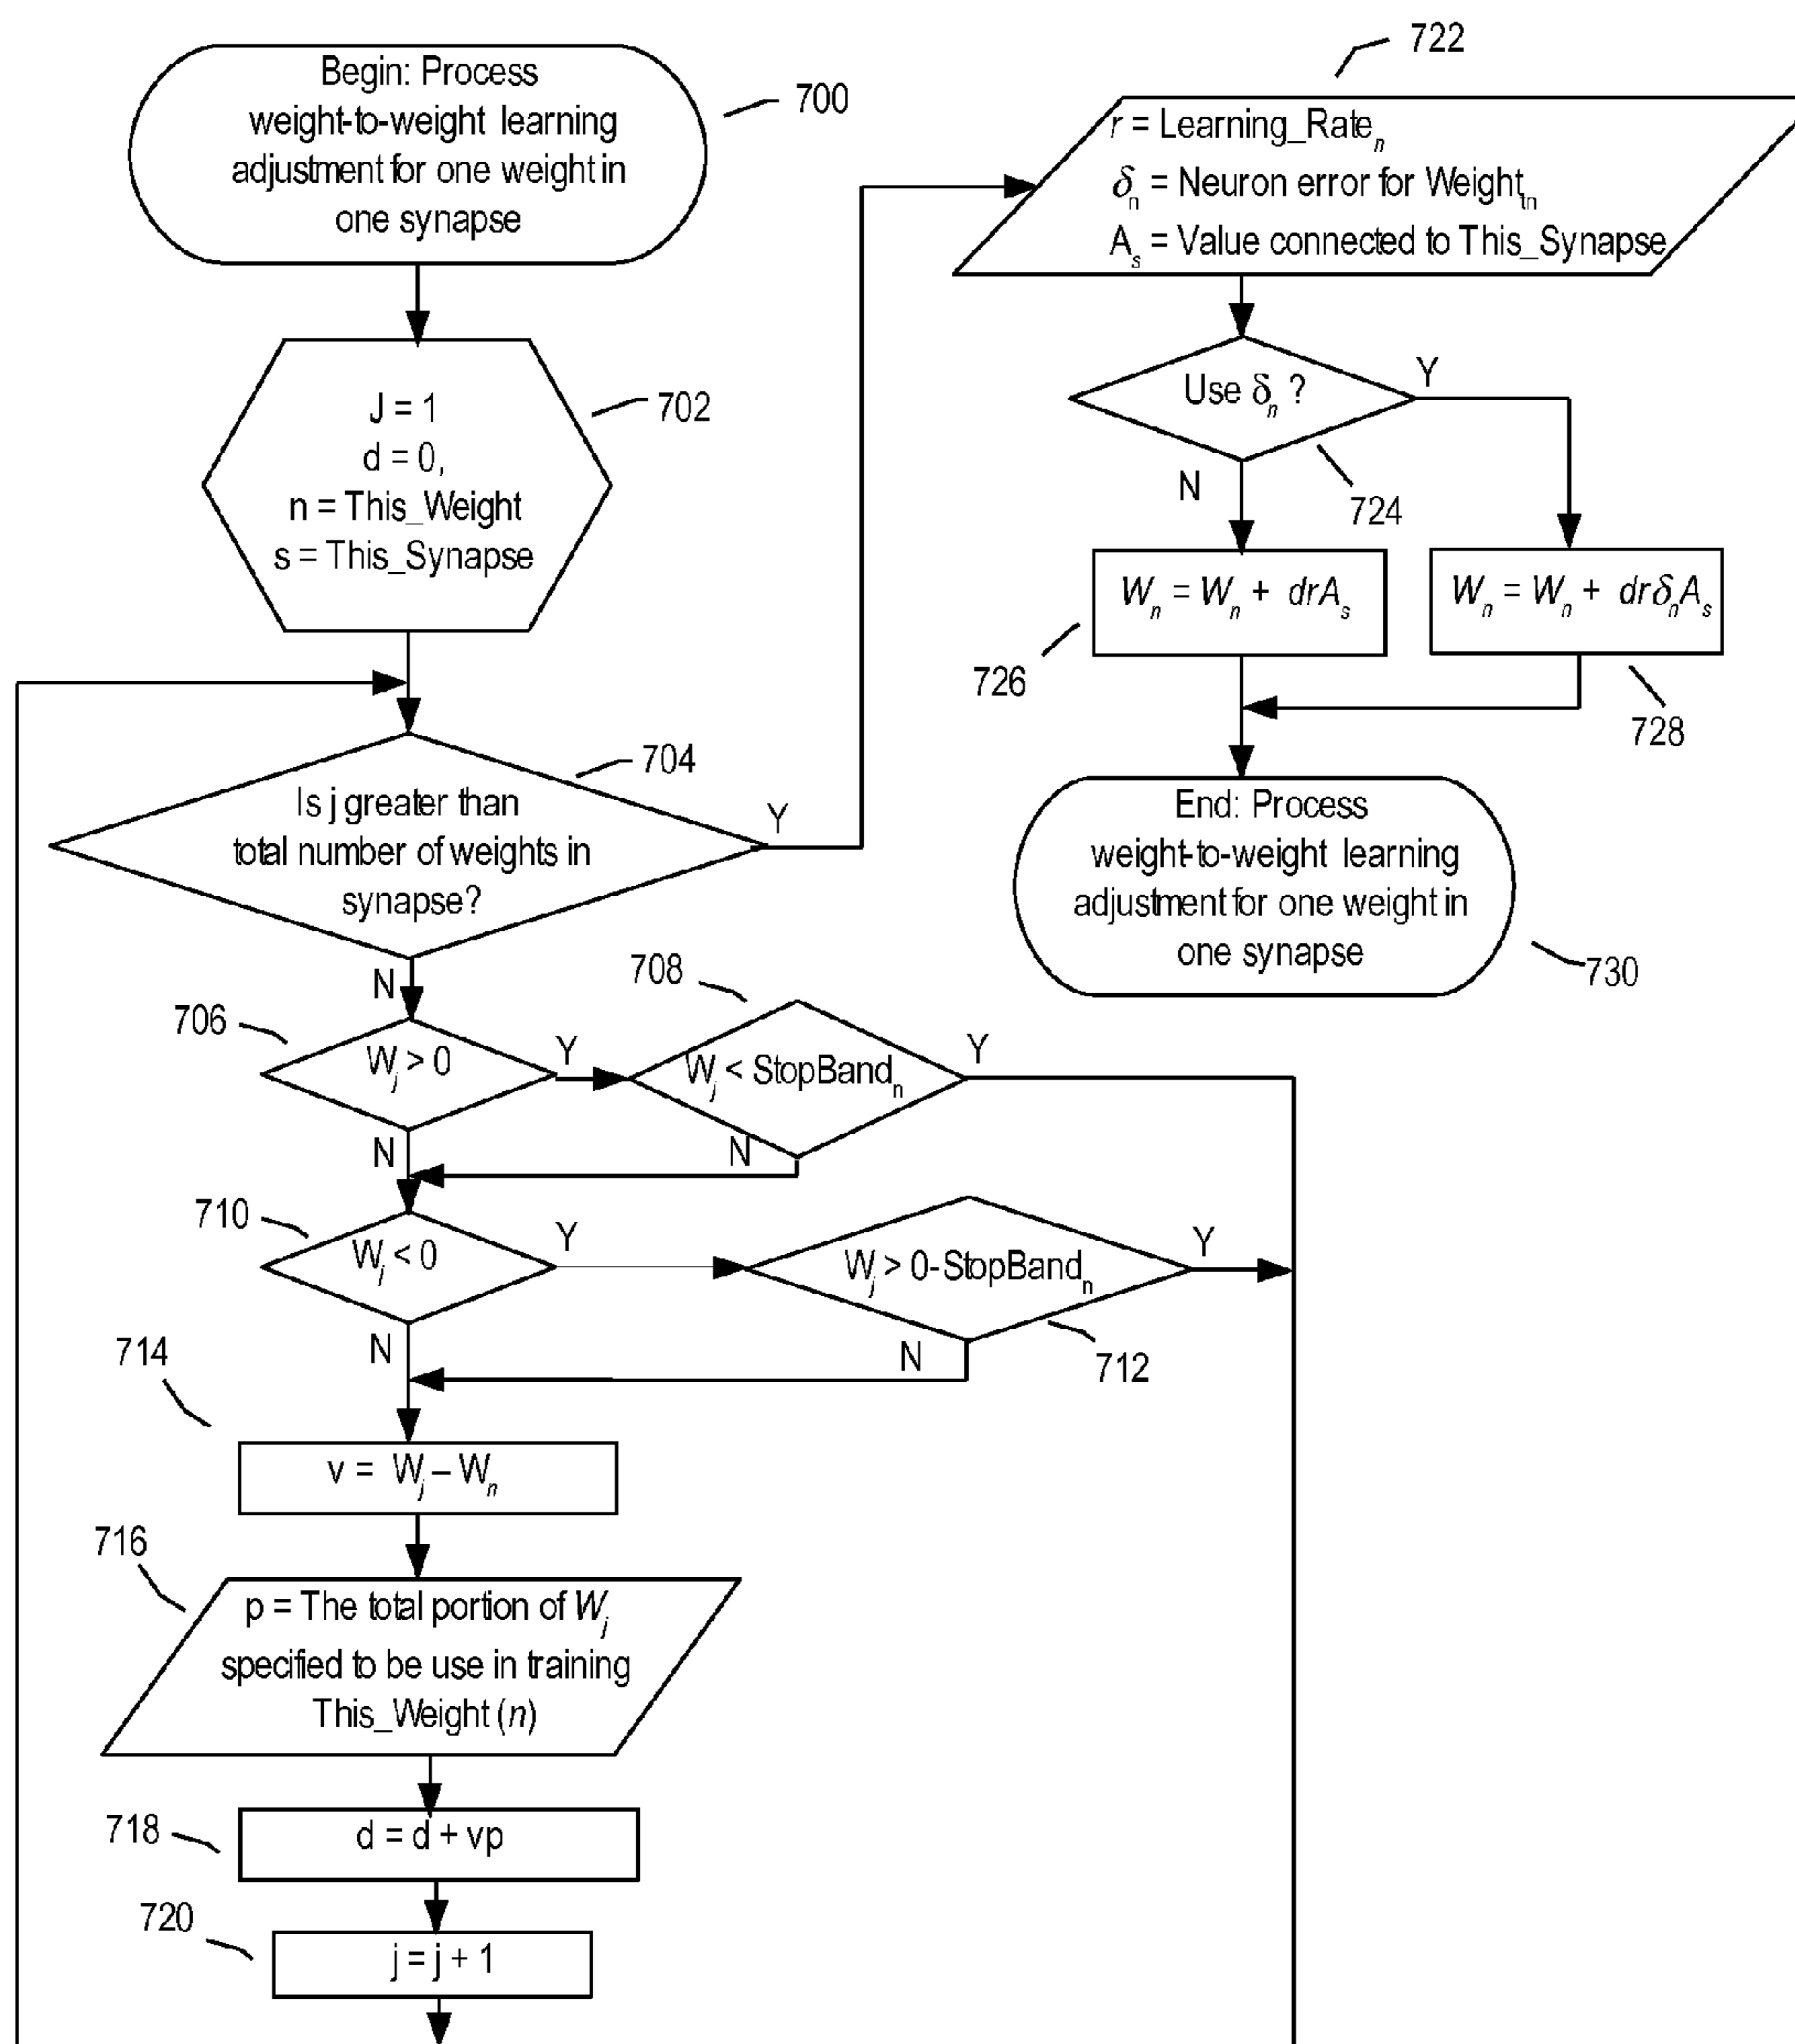 Begin: Process
weight-to-weight learning
adjustment for one weight in
one synapse
700
J = 1
d = 0,
n = This_Weight
s = This_Synapse
702
704
Is j greater than
total number of weights in
synapse?
Y
N
706
W_j > 0
Y
N
708
W_j < StopBand_n
Y
N
710
W_j < 0
Y
N
W_j > 0-StopBand_n
Y
N
712
714
v = W_j – W_n
716
p = The total portion of W_j
specified to be use in training
This_Weight (n)
718
d = d + vp
720
j = j + 1
722
r = Learning_Rate_n
δ_n = Neuron error for Weight_tn
A_s = Value connected to This_Synapse
Use δ_n ?
Y
N
724
W_n = W_n + drA_s
726
W_n = W_n + drδ_nA_s
728
End: Process
weight-to-weight learning
adjustment for one weight in
one synapse
730